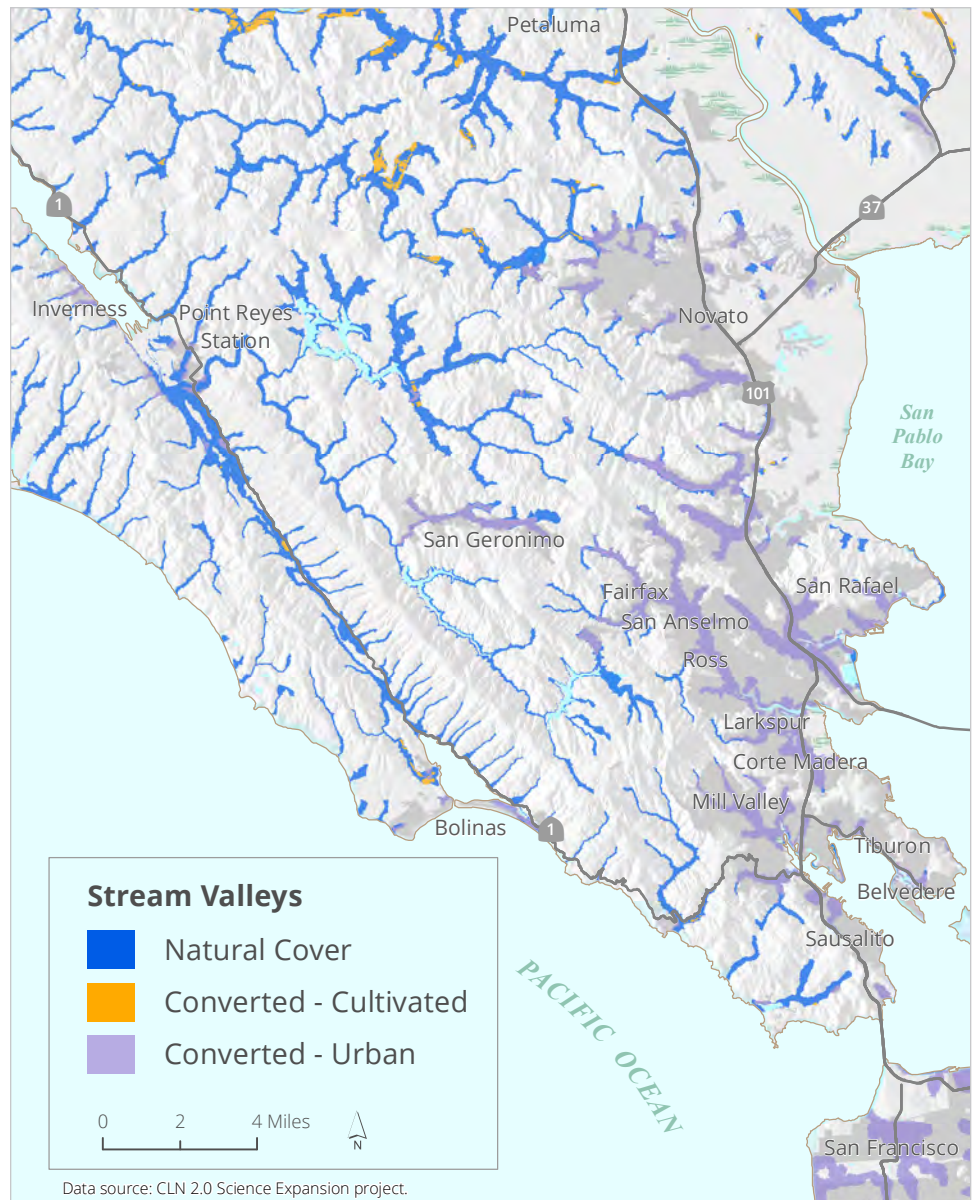 Petaluma
1
37
Inverness
Point Reyes
Station
Novato
101
San
Pablo
Bay
San Geronimo
Fairfax
San Rafael
San Anselmo
Ross
Larkspur
Corte Madera
Mill Valley
Bolinas
1
Tiburon
Belvedere
Sausalito
PACIFIC OCEAN
San Francisco
Stream Valleys
Natural Cover
Converted - Cultivated
Converted - Urban
0 2 4 Miles
N
Data source: CLN 2.0 Science Expansion project.